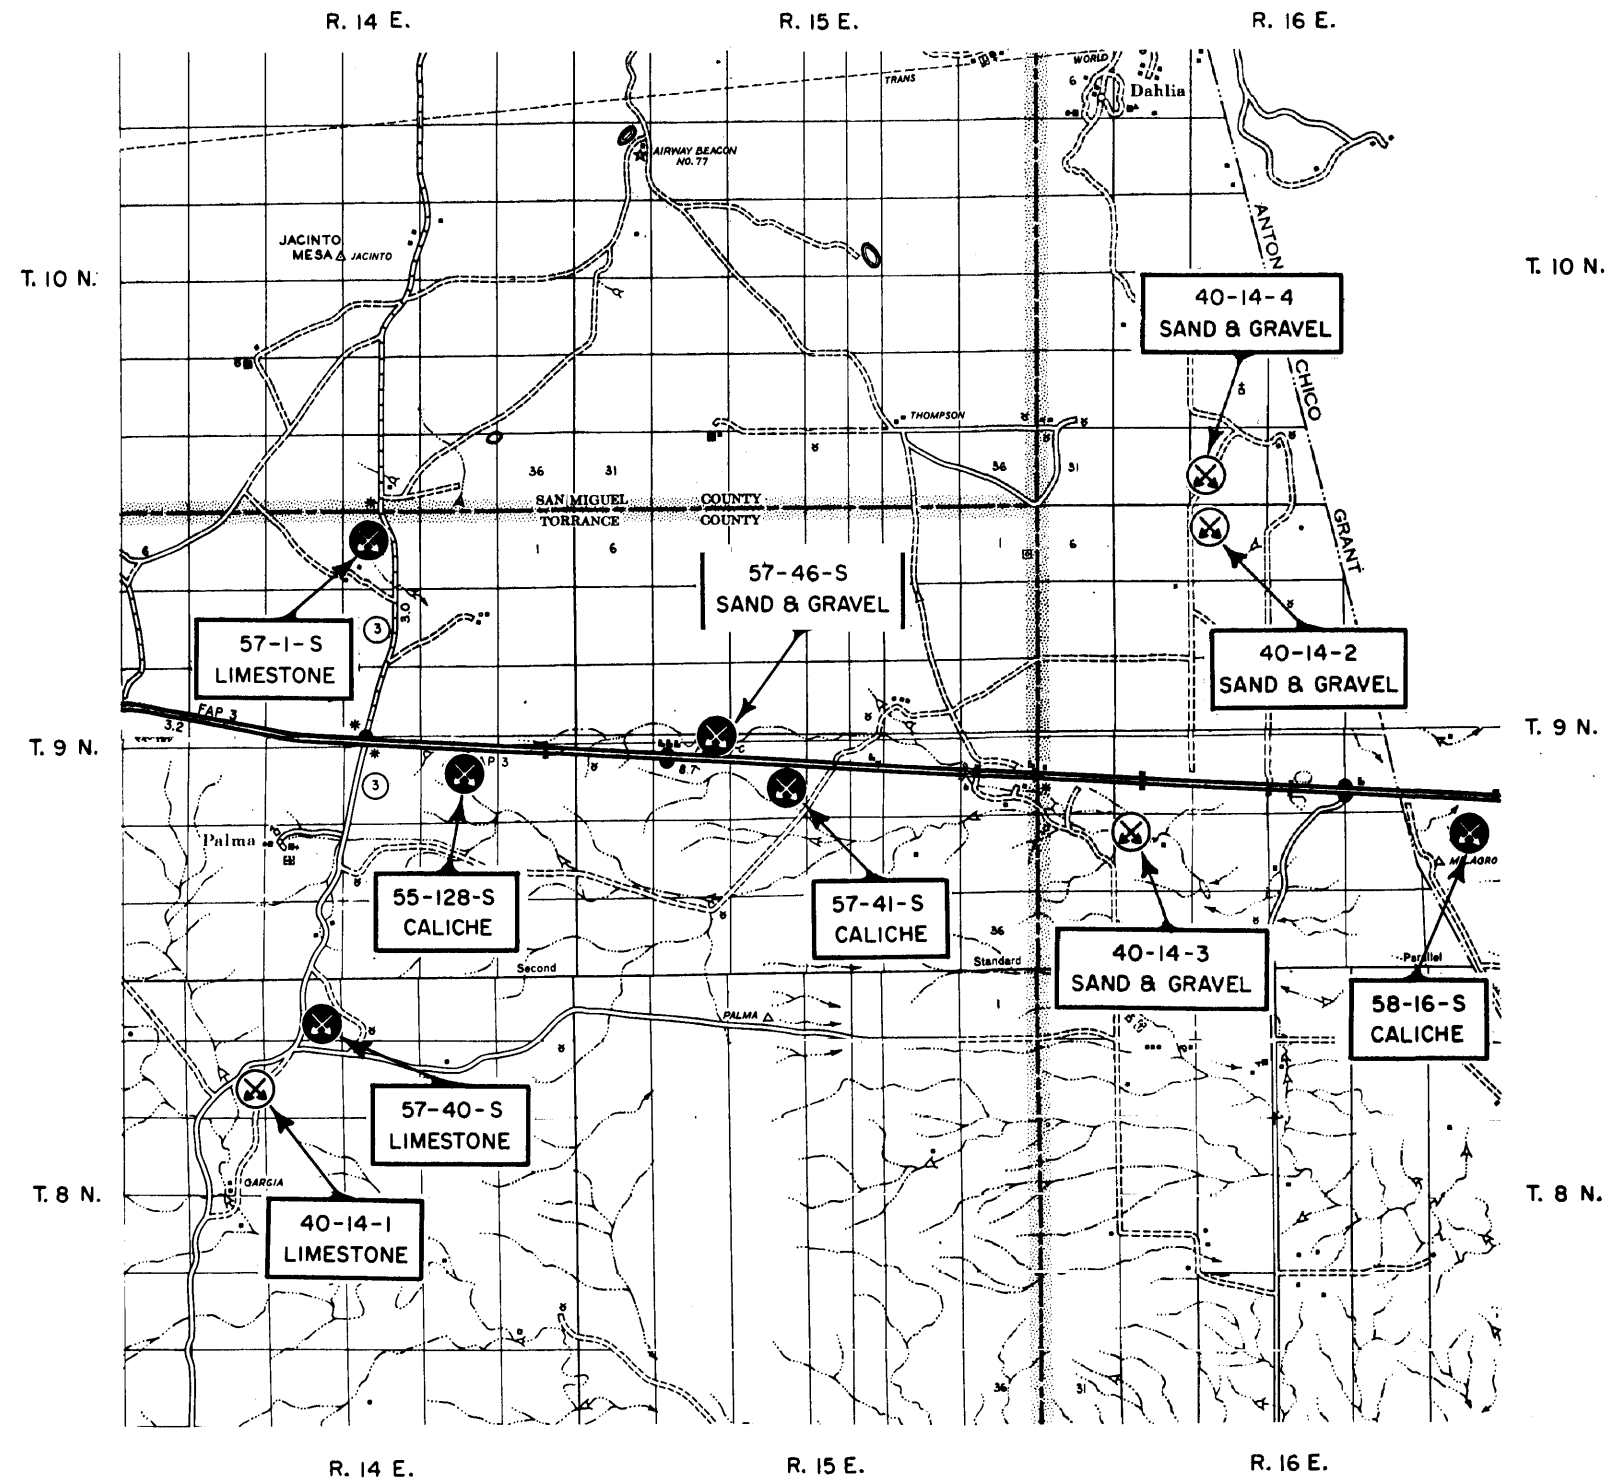 R. 14 E.
R. 15 E.
R. 16 E.
TRANS
WORLD
6
Dahlia
AIRWAY BEACON
NO. 77
ANTON
JACINTO
MESA JACINTO
T. 10 N.
T. 10 N.
40-14-4
SAND & GRAVEL
CHICO
THOMPSON
36
31
36
31
SAN MIGUEL COUNTY
TORRANCE COUNTY
GRANT
6
1
6
1
6
57-46-S
SAND & GRAVEL
3.0
3
57-1-S
LIMESTONE
40-14-2
SAND & GRAVEL
FAP 3
3.2
T. 9 N.
T. 9 N.
8.7
3
Palma
MILAGRO
55-128-S
CALICHE
57-41-S
CALICHE
36
40-14-3
SAND & GRAVEL
Second
Standard
Parallel
1
58-16-S
CALICHE
PALMA
57-40-S
LIMESTONE
T. 8 N.
T. 8 N.
GARCIA
40-14-1
LIMESTONE
36
31
R. 14 E.
R. 15 E.
R. 16 E.